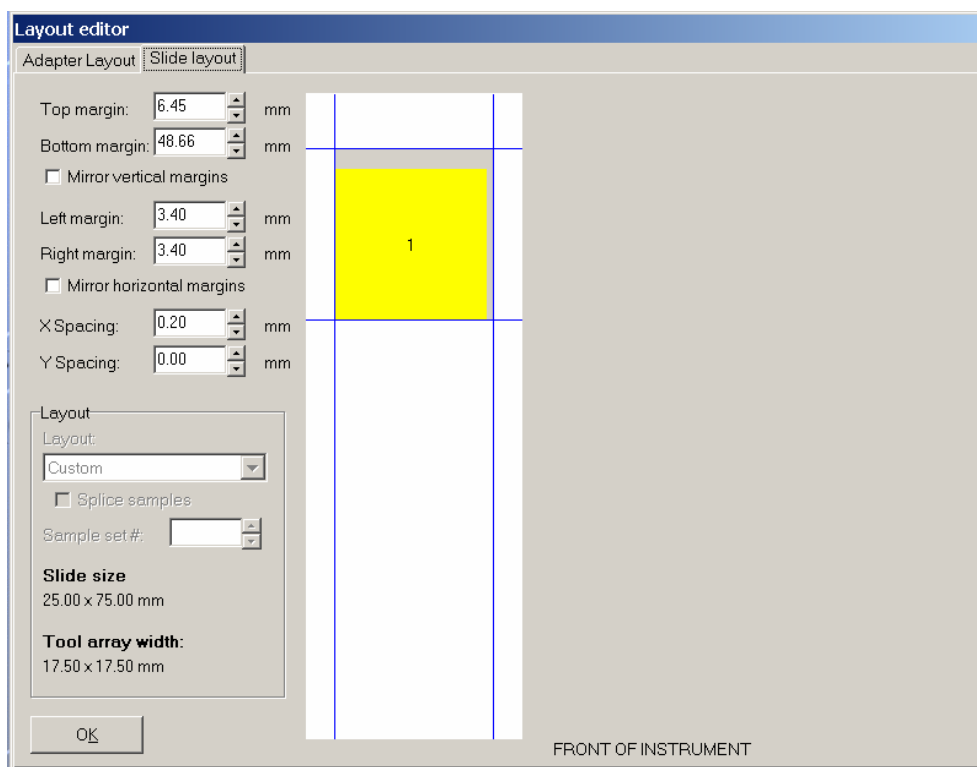 Layout editor
Adapter Layout Slide layout
Top margin: 6.45 mm
Bottom margin: 48.66 mm
Mirror vertical margins
Left margin: 3.40 mm
Right margin: 3.40 mm
Mirror horizontal margins
X Spacing: 0.20 mm
Y Spacing: 0.00 mm
1
Layout
Layout:
Custom
Splice samples
Sample set #:
Slide size
25.00 x 75.00 mm
Tool array width:
17.50 x 17.50 mm
OK
FRONT OF INSTRUMENT